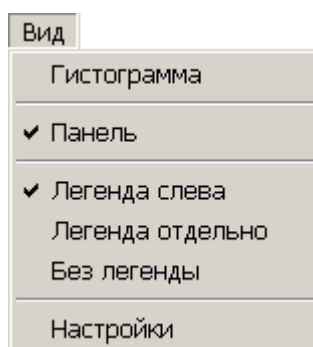 Вид
Гистограмма
Панель
Легенда слева
Легенда отдельно
Без легенды
Настройки